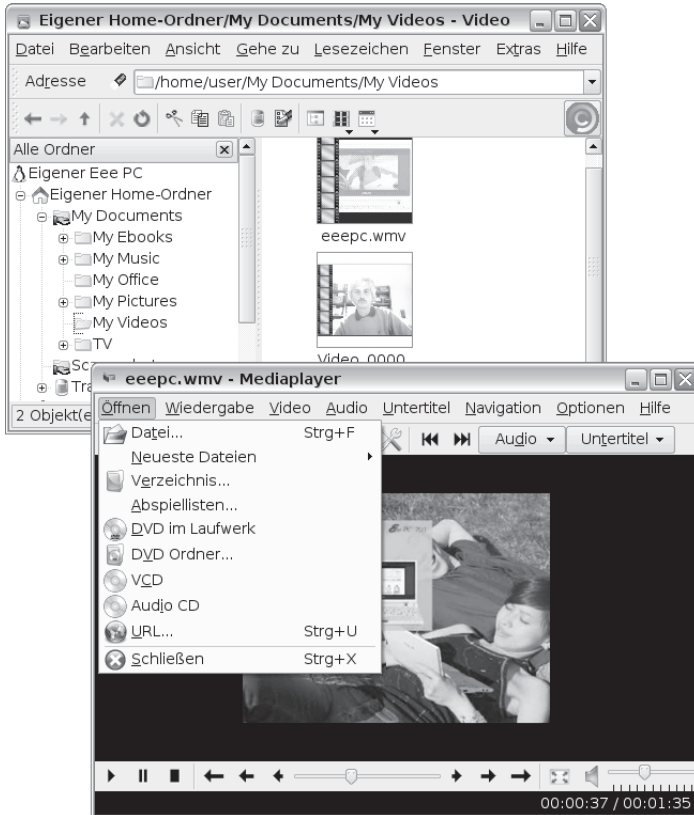 Eigener Home-Ordner/My Documents/My Videos - Video
Datei Bearbeiten Ansicht Gehe zu Lesezeichen Fenster Extras Hilfe
Adresse /home/user/My Documents/My Videos
Alle Ordner
Eigener Eee PC
Eigener Home-Ordner
My Documents
My Ebooks
My Music
My Office
My Pictures
My Videos
TV
eeepc.wmv
Video_0000
2 Objekt(e
eeepc.wmv - Mediaplayer
Öffnen Wiedergabe Video Audio Untertitel Navigation Optionen Hilfe
Audio Untertitel
Datei... Strg+F
Neueste Dateien
Verzeichnis...
Abspiellisten...
DVD im Laufwerk
DVD Ordner...
VCD
Audio CD
URL... Strg+U
Schließen Strg+X
00:00:37 / 00:01:35